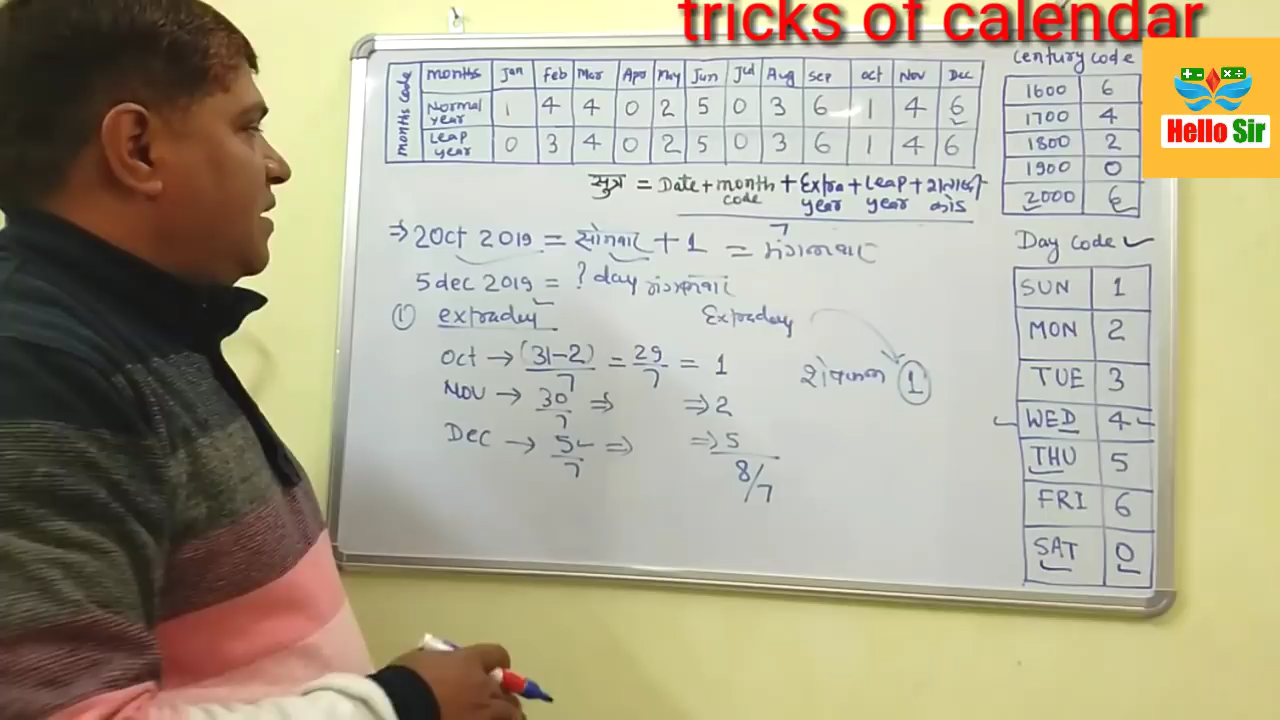 tricks of calendar
months code
months Jan Feb Mar Apr May Jun Jul Aug Sep Oct Nov Dec
Normal year 1 4 4 0 2 5 0 3 6 1 4 6
Leap year 0 3 4 0 2 5 0 3 6 1 4 6
century code
1600 6
1700 4
1800 2
1900 0
2000 6
Hello Sir
सुत्र = Date + month code + Extra year + Leap year + शताब्दी कोड
7
⇒ 2 Oct 2019 = सोमवार + 1 = मंगलवार
5 dec 2019 = ? day मंगलवार
① extraday
Extraday
Oct → (31-2)/7 = 29/7 = 1
शेषफल 1
Nov → 30/7 ⇒ ⇒ 2
Dec → 5/7 ⇒ ⇒ 5
8/7
Day code
SUN 1
MON 2
TUE 3
WED 4
THU 5
FRI 6
SAT 0